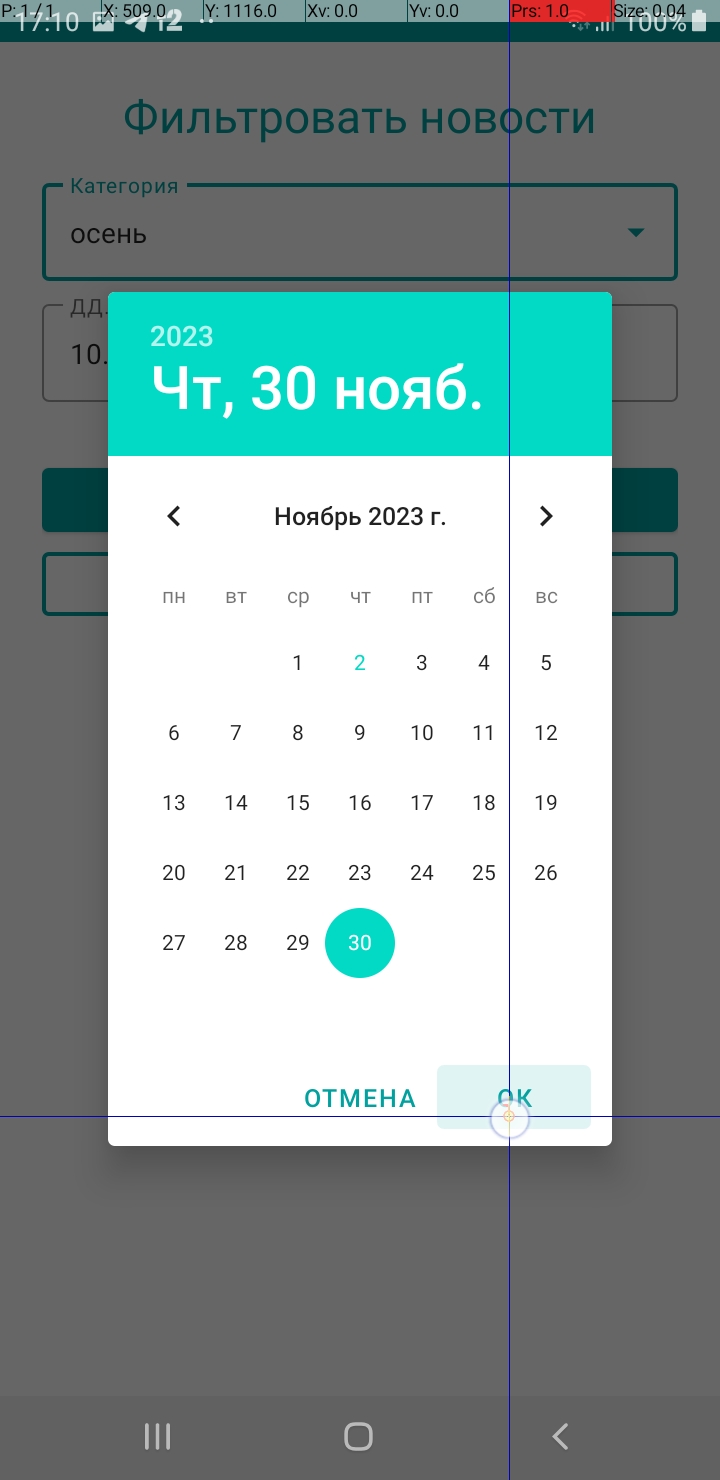 P: 1 / 1 X: 509.0 Y: 1116.0 Xv: 0.0 Yv: 0.0 Prs: 1.0 Size: 0.04
17:10 100%
Фильтровать новости
Категория
осень
ДД.
10.
2023
Чт, 30 нояб.
Ноябрь 2023 г.
пн вт ср чт пт сб вс
1 2 3 4 5
6 7 8 9 10 11 12
13 14 15 16 17 18 19
20 21 22 23 24 25 26
27 28 29 30
ОТМЕНА ОК